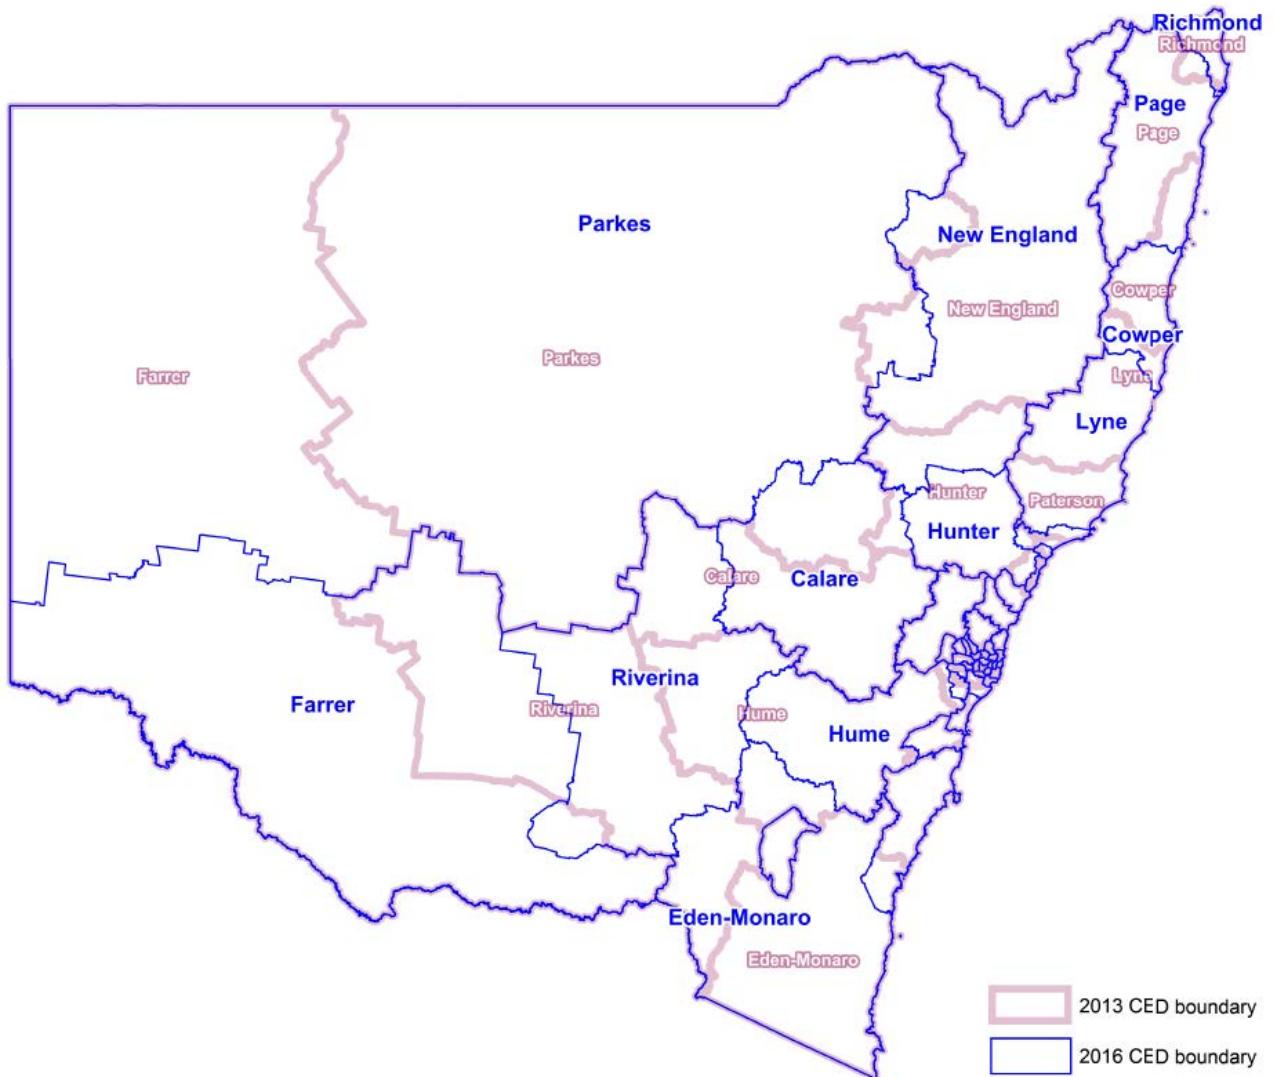 Richmond
Richmond
Page
Page
Parkes
New England
Cowper
New England
Cowper
Parkes
Farrer
Lyne
Lyne
Hunter
Paterson
Hunter
Calare
Calare
Riverina
Farrer
Riverina
Hume
Hume
Eden-Monaro
Eden-Monaro
2013 CED boundary
2016 CED boundary